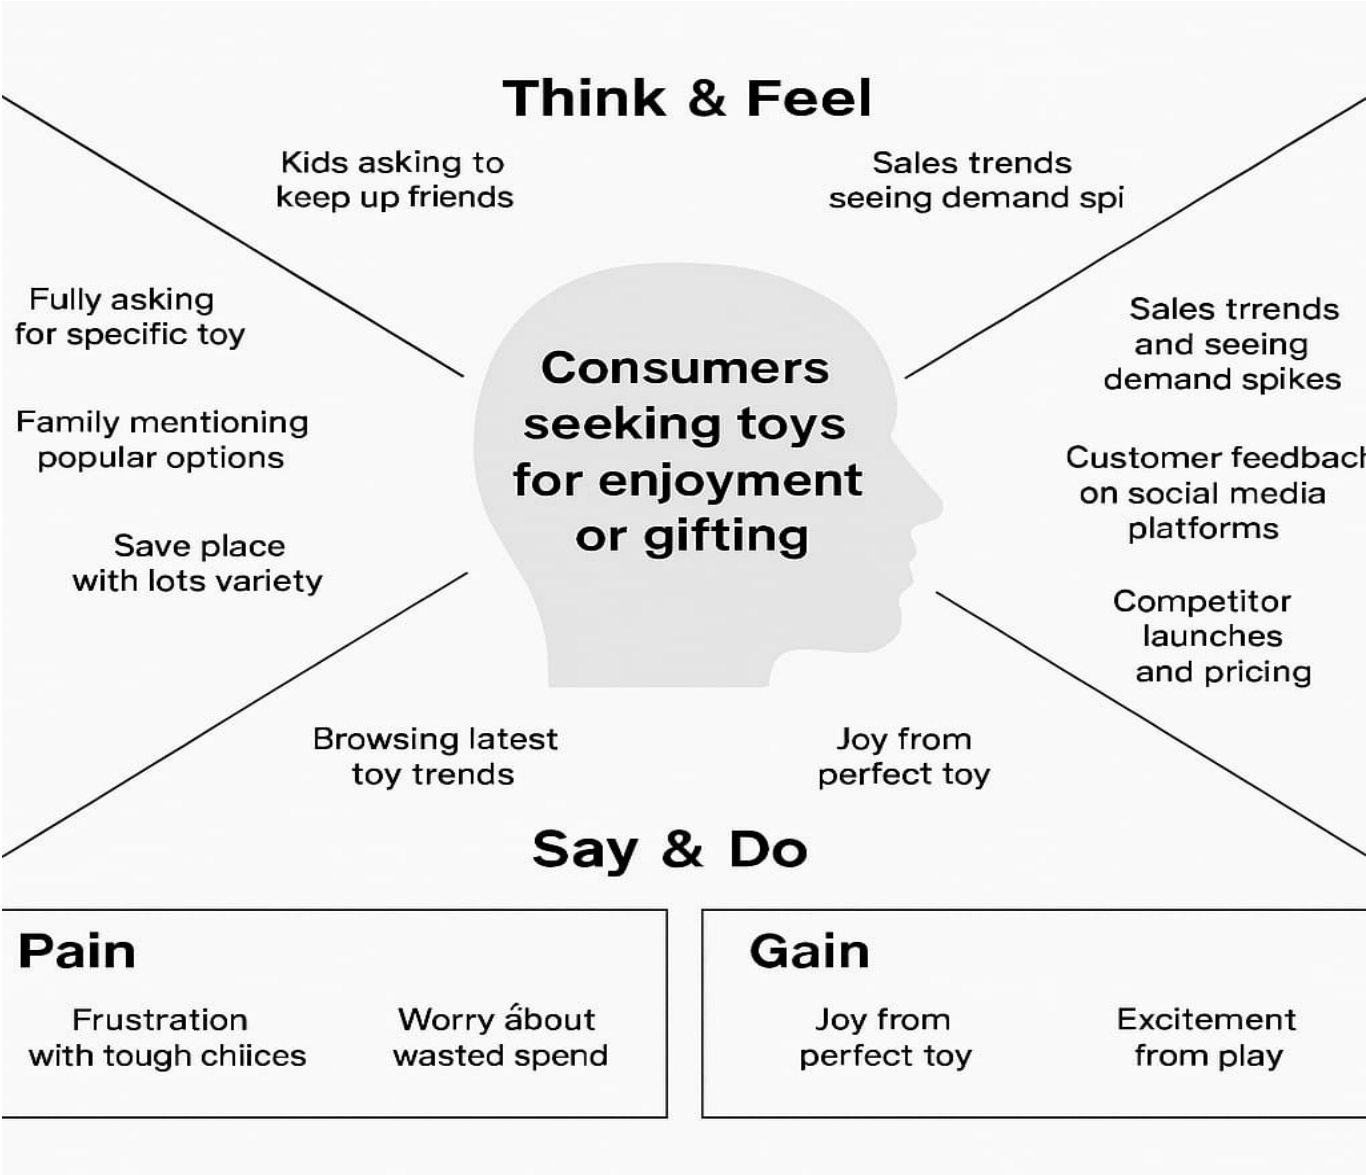 Think & Feel
Kids asking to
keep up friends
Sales trends
seeing demand spi
Fully asking
for specific toy
Family mentioning
popular options
Save place
with lots variety
Consumers
seeking toys
for enjoyment
or gifting
Sales trrends
and seeing
demand spikes
Customer feedbach
on social media
platforms
Competitor
launches
and pricing
Browsing latest
toy trends
Joy from
perfect toy
Say & Do
Pain
Frustration
with tough chiices
Worry ábout
wasted spend
Gain
Joy from
perfect toy
Excitement
from play